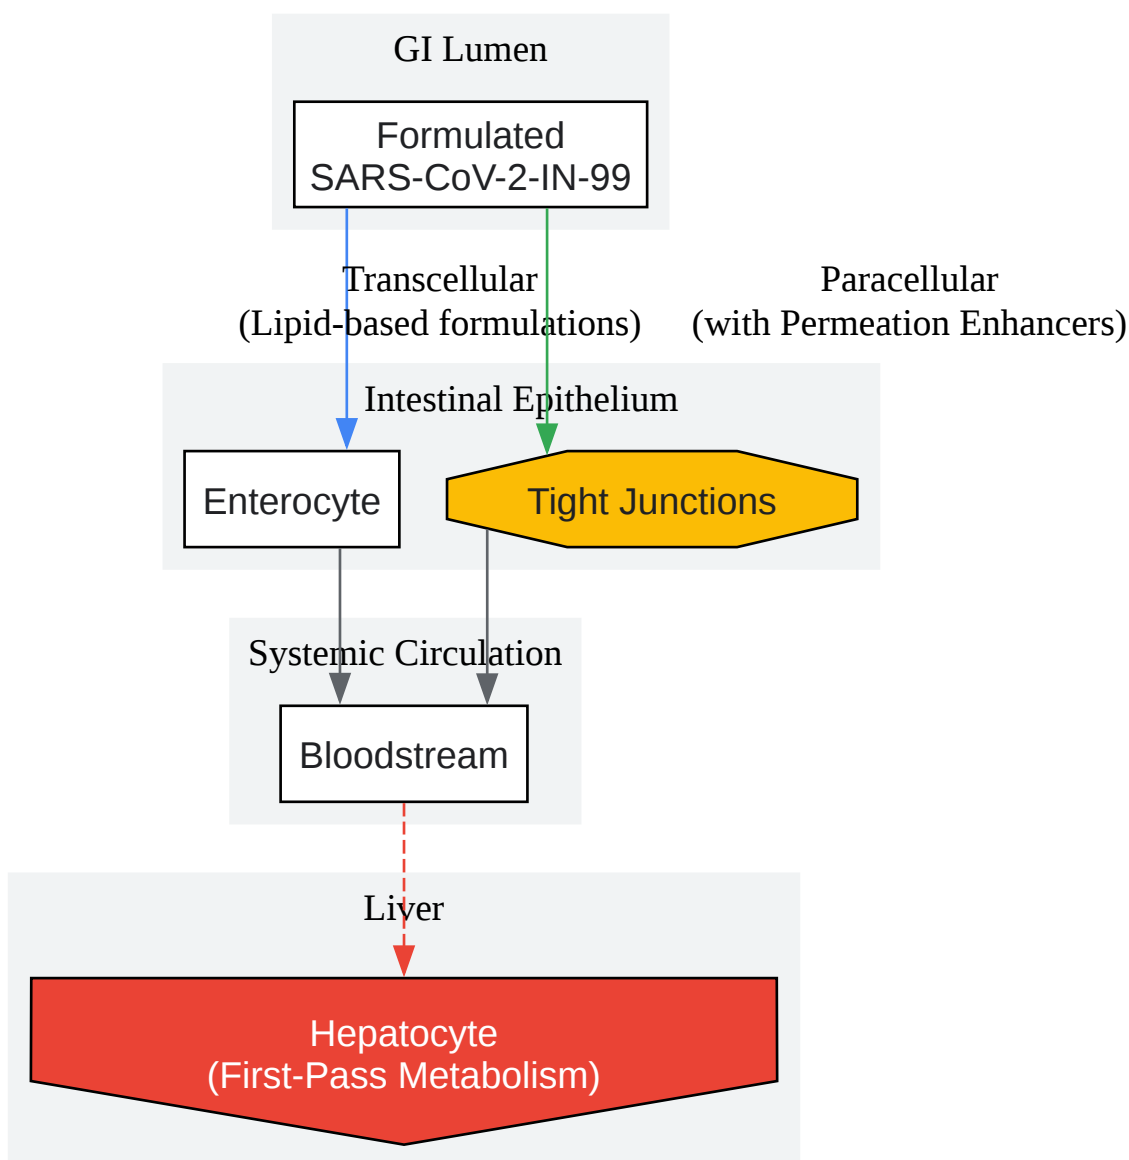 GI Lumen
Formulated
SARS-CoV-2-IN-99
Transcellular
(Lipid-based formulations)
Paracellular
(with Permeation Enhancers)
Intestinal Epithelium
Enterocyte
Tight Junctions
Systemic Circulation
Bloodstream
Liver
Hepatocyte
(First-Pass Metabolism)